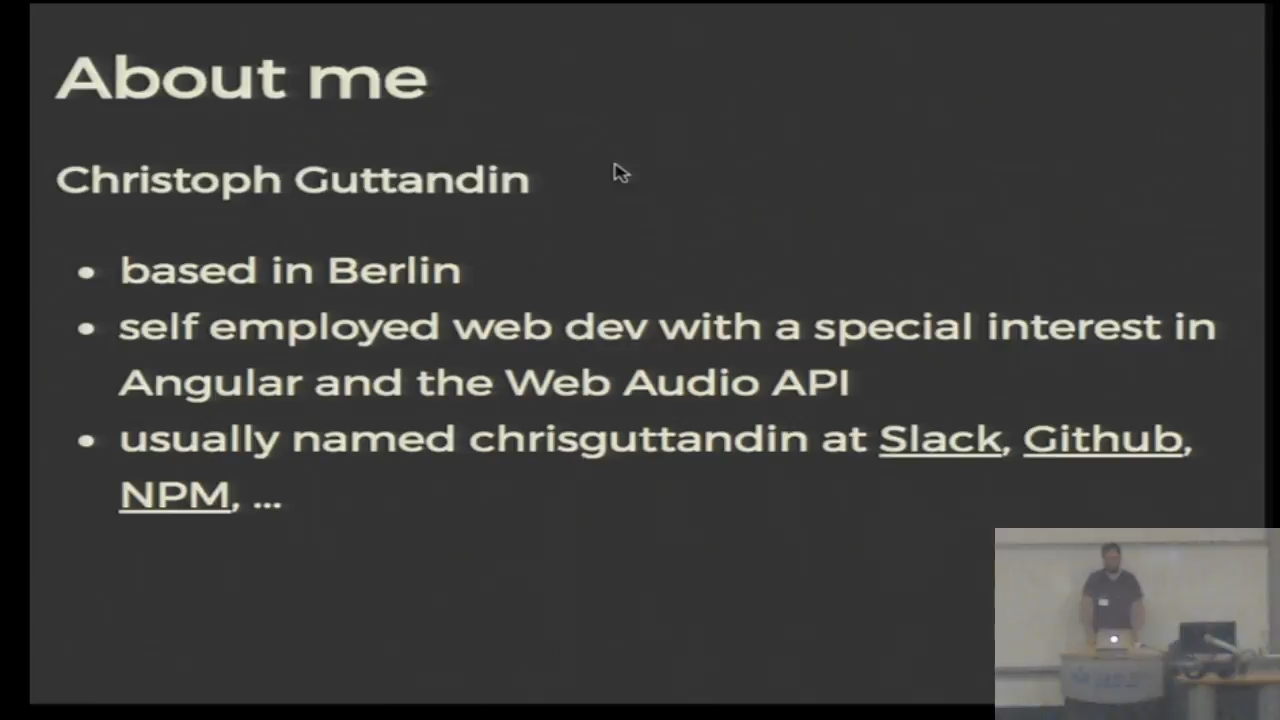 About me
Christoph Guttandin
• based in Berlin
• self employed web dev with a special interest in
Angular and the Web Audio API
• usually named chrisguttandin at Slack, Github,
NPM, ...